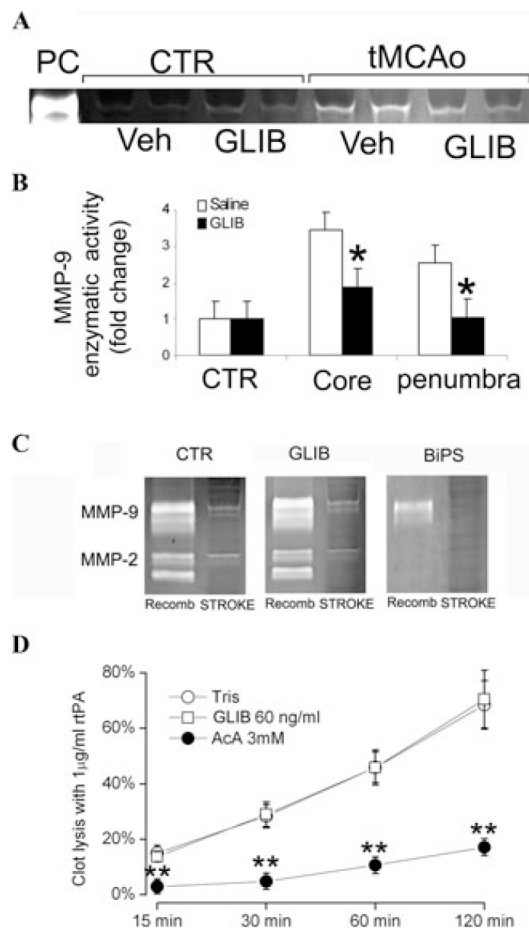 A
PC CTR tMCAo
Veh GLIB Veh GLIB
B
Saline
GLIB
MMP-9
enzymatic activity
(fold change)
4
3
2
1
0
* *
CTR Core penumbra
C
CTR GLIB BiPS
MMP-9
MMP-2
Recomb STROKE Recomb STROKE Recomb STROKE
D
Clot lysis with 1µg/ml rtPA
80%
60%
40%
20%
0%
Tris
GLIB 60 ng/ml
AcA 3mM
** ** ** **
15 min 30 min 60 min 120 min